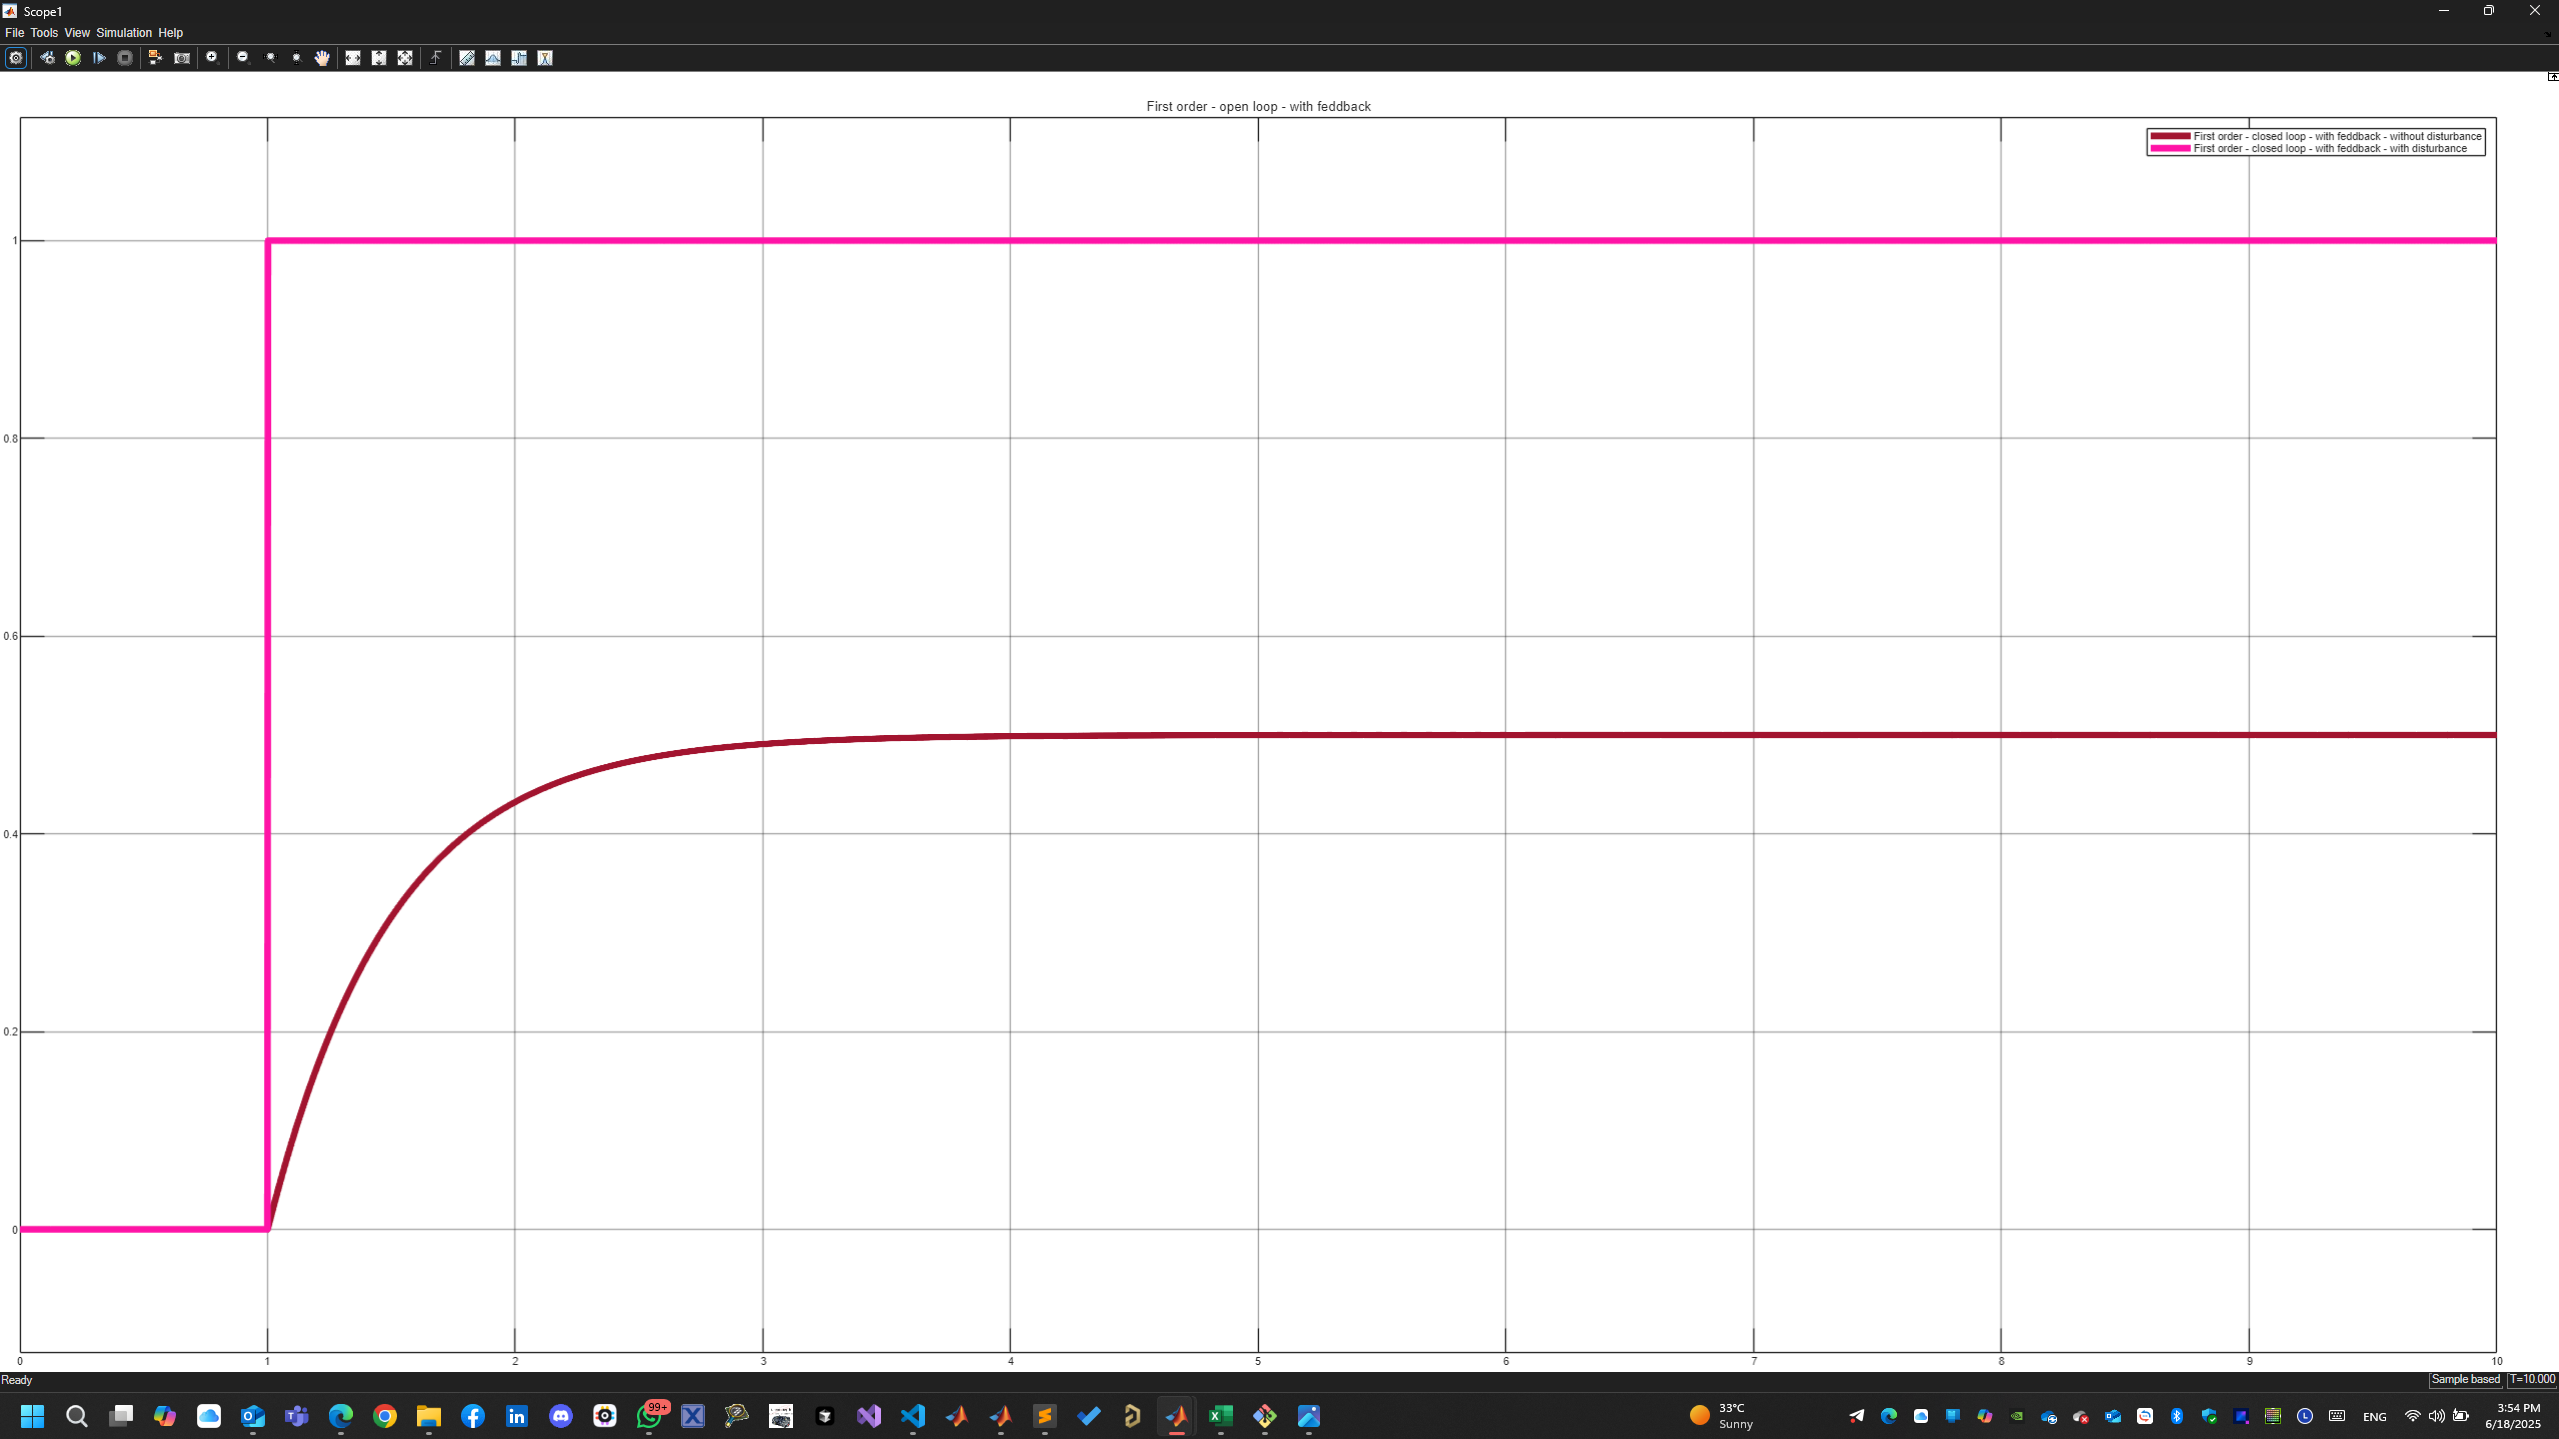 Scope1
File Tools View Simulation Help
First order - open loop - with feddback
First order - closed loop - with feddback - without disturbance
First order - closed loop - with feddback - with disturbance
1
0.8
0.6
0.4
0.2
0
0 1 2 3 4 5 6 7 8 9 10
Ready
Sample based T=10.000
99+
33°C
Sunny
ENG
3:54 PM
6/18/2025